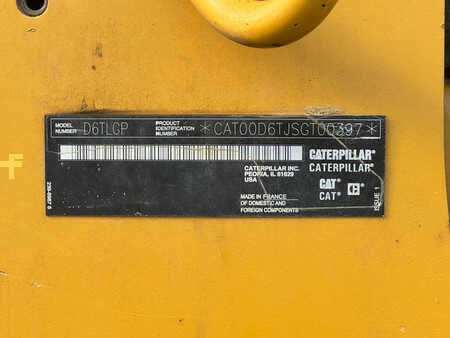 MODEL NUMBER D6TLGP PRODUCT IDENTIFICATION NUMBER *CAT00D6TJSGT00397*
CATERPILLAR INC.
PEORIA, IL 61629
USA
MADE IN FRANCE
OF DOMESTIC AND
FOREIGN COMPONENTS
CATERPILLAR®
CATERPILLAR®
CAT®
CAT®
ISSUE 1
F